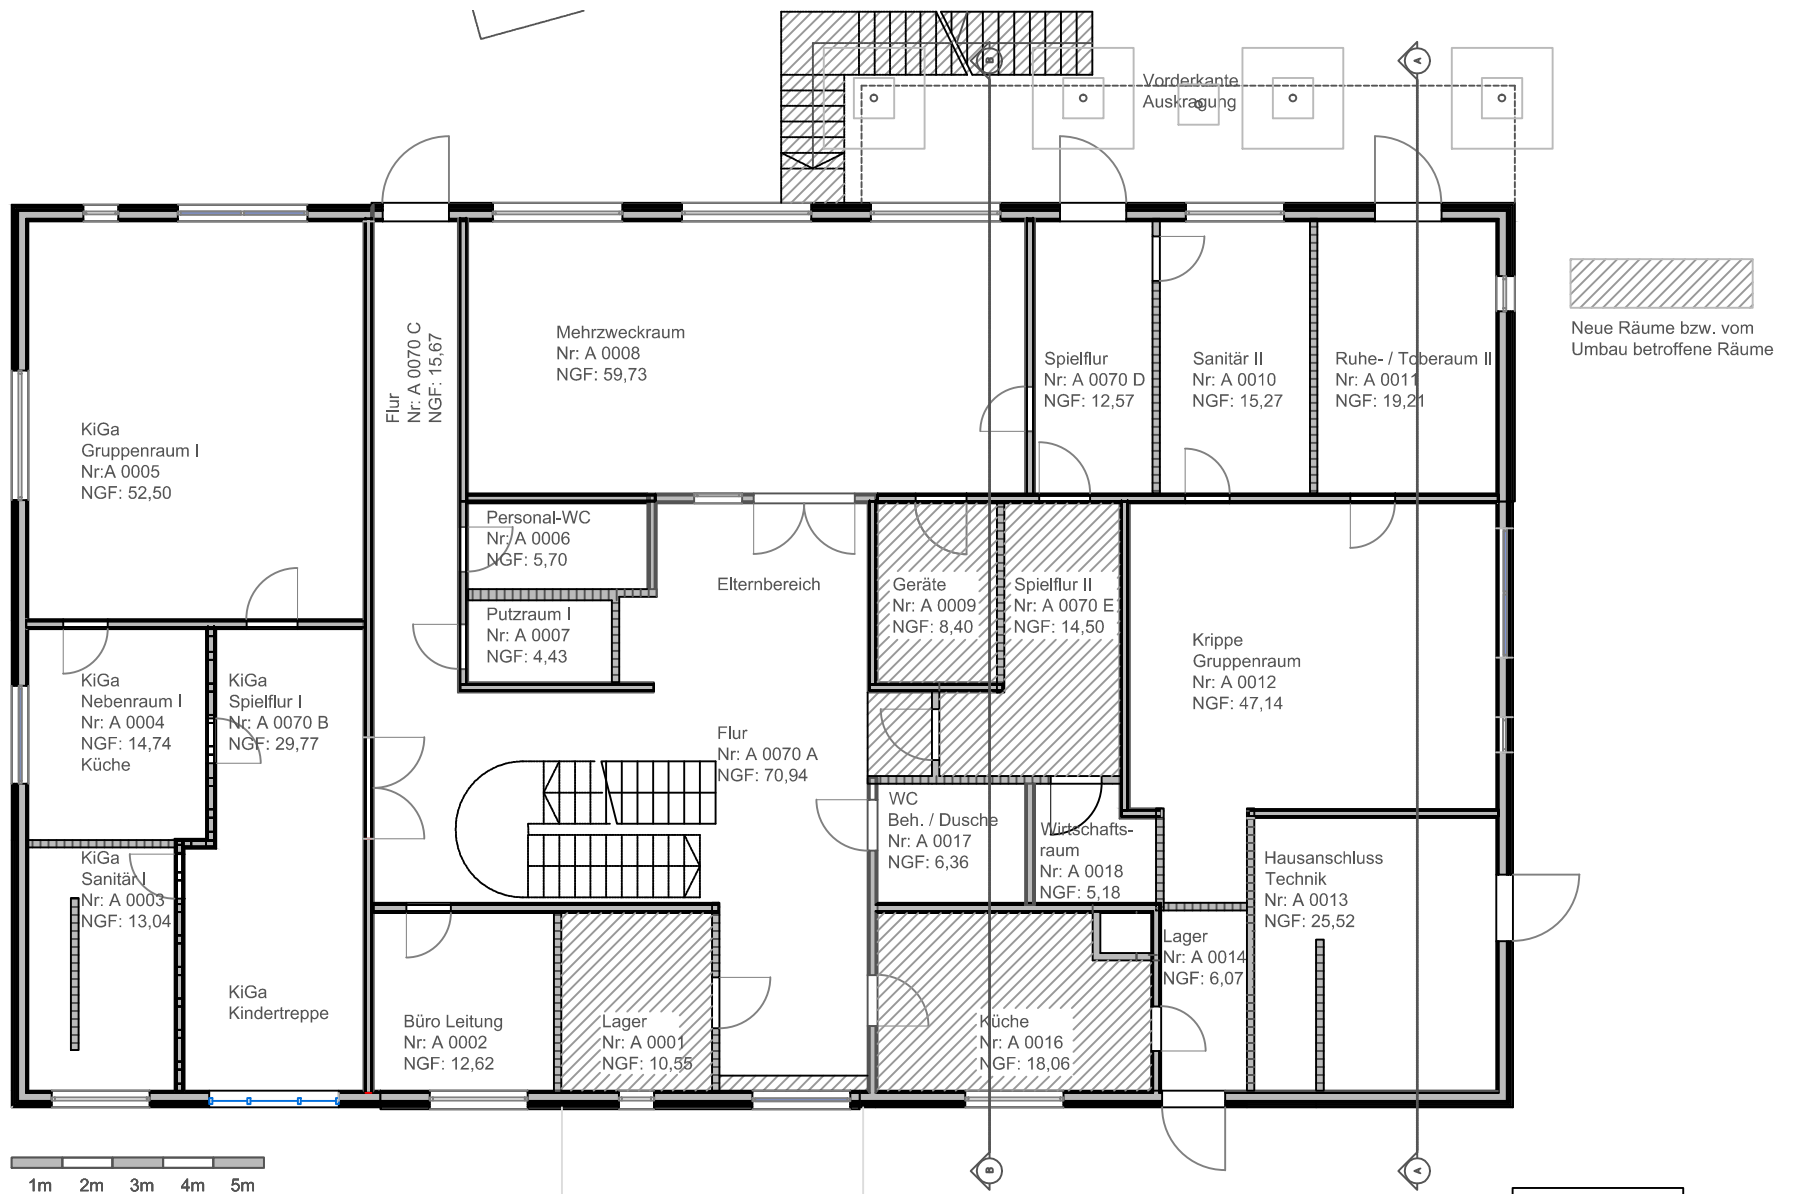 B
A
Vorderkante
Auskragung
Neue Räume bzw. vom
Umbau betroffene Räume
Flur
Nr: A 0070 C
NGF: 15,67
Mehrzweckraum
Nr: A 0008
NGF: 59,73
Spielflur
Nr: A 0070 D
NGF: 12,57
Sanitär II
Nr: A 0010
NGF: 15,27
Ruhe- / Toberaum II
Nr: A 0011
NGF: 19,21
KiGa
Gruppenraum I
Nr:A 0005
NGF: 52,50
Personal-WC
Nr: A 0006
NGF: 5,70
Elternbereich
Geräte
Nr: A 0009
NGF: 8,40
Spielflur II
Nr: A 0070 E
NGF: 14,50
Putzraum I
Nr: A 0007
NGF: 4,43
Krippe
Gruppenraum
Nr: A 0012
NGF: 47,14
KiGa
Nebenraum I
Nr: A 0004
NGF: 14,74
Küche
KiGa
Spielflur I
Nr: A 0070 B
NGF: 29,77
Flur
Nr: A 0070 A
NGF: 70,94
WC
Beh. / Dusche
Nr: A 0017
NGF: 6,36
Wirtschafts-
raum
Nr: A 0018
NGF: 5,18
KiGa
Sanitär I
Nr: A 0003
NGF: 13,04
Hausanschluss
Technik
Nr: A 0013
NGF: 25,52
Lager
Nr: A 0014
NGF: 6,07
KiGa
Kindertreppe
Büro Leitung
Nr: A 0002
NGF: 12,62
Lager
Nr: A 0001
NGF: 10,55
Küche
Nr: A 0016
NGF: 18,06
B
A
1m 2m 3m 4m 5m